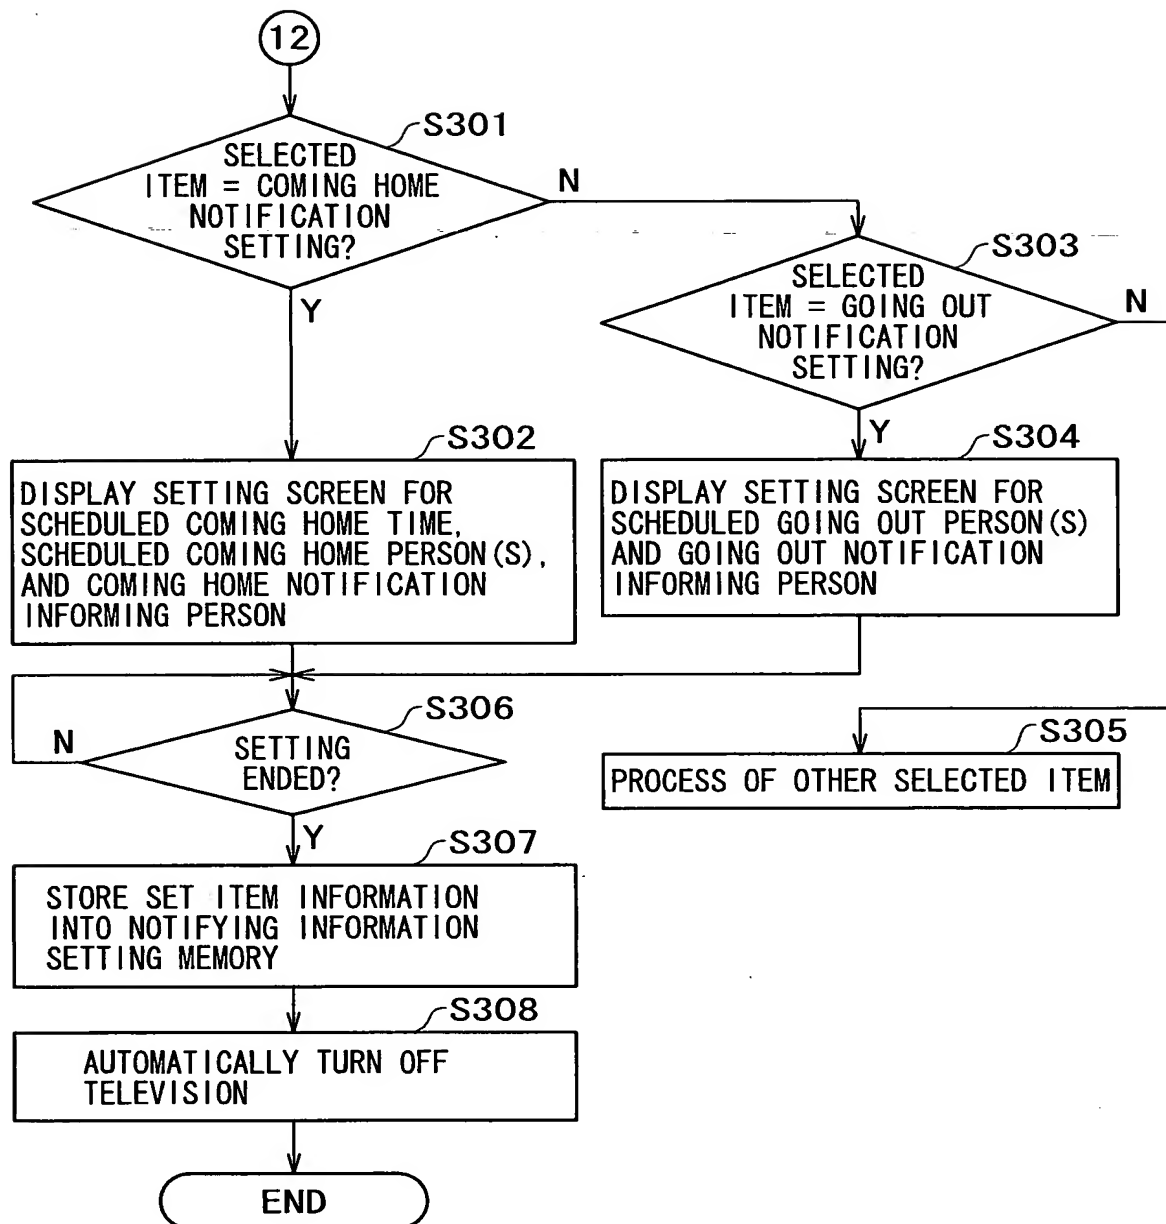 12
S301
SELECTED
ITEM = COMING HOME
NOTIFICATION
SETTING?
N
Y
S303
SELECTED
ITEM = GOING OUT
NOTIFICATION
SETTING?
N
Y
S302
DISPLAY SETTING SCREEN FOR
SCHEDULED COMING HOME TIME,
SCHEDULED COMING HOME PERSON(S),
AND COMING HOME NOTIFICATION
INFORMING PERSON
S304
DISPLAY SETTING SCREEN FOR
SCHEDULED GOING OUT PERSON(S)
AND GOING OUT NOTIFICATION
INFORMING PERSON
S306
N
SETTING
ENDED?
Y
S305
PROCESS OF OTHER SELECTED ITEM
S307
STORE SET ITEM INFORMATION
INTO NOTIFYING INFORMATION
SETTING MEMORY
S308
AUTOMATICALLY TURN OFF
TELEVISION
END